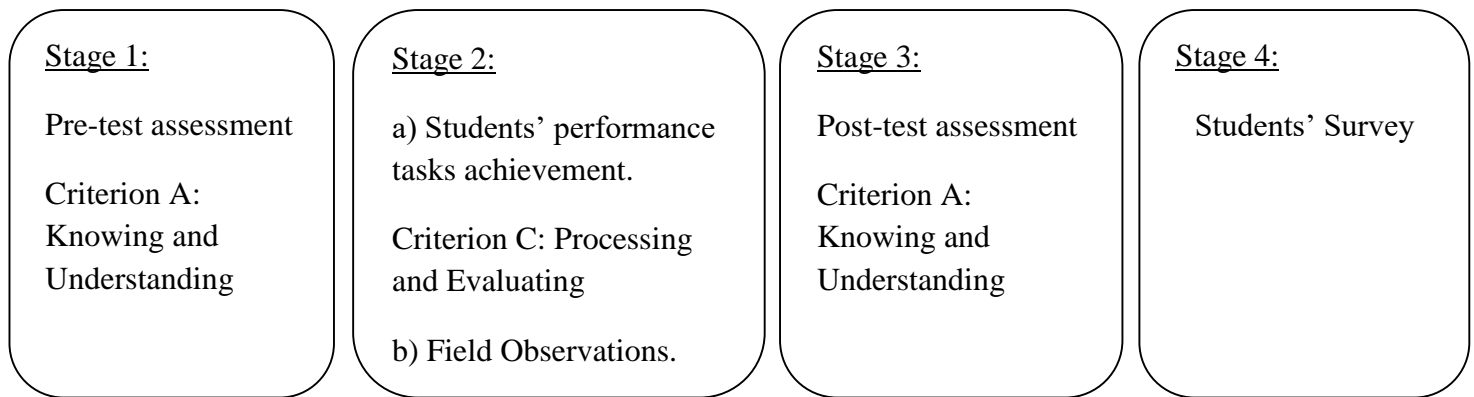 Stage 1:
Pre-test assessment
Criterion A:
Knowing and
Understanding
Stage 2:
a) Students’ performance
tasks achievement.
Criterion C: Processing
and Evaluating
b) Field Observations.
Stage 3:
Post-test assessment
Criterion A:
Knowing and
Understanding
Stage 4:
Students’ Survey